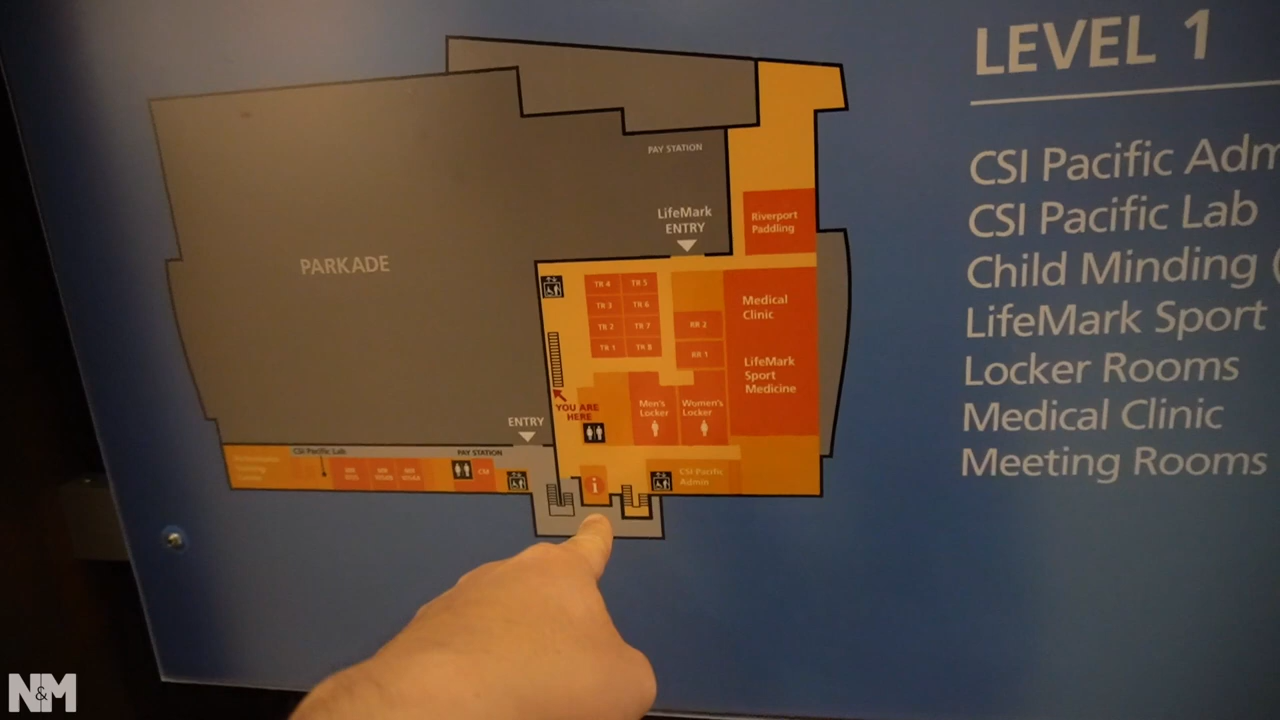 LEVEL 1
CSI Pacific Adm
CSI Pacific Lab
Child Minding (
LifeMark Sport
Locker Rooms
Medical Clinic
Meeting Rooms
PAY STATION
LifeMark
ENTRY
Riverport
Paddling
PARKADE
TR 4 TR 5
TR 3 TR 6
TR 2 TR 7
TR 1 TR 8
RR 2
RR 1
Medical
Clinic
LifeMark
Sport
Medicine
YOU ARE
HERE
Men's
Locker
Women's
Locker
ENTRY
CSI Pacific Lab
PAY STATION
CSI
i
CSI Pacific
Admin
N&M